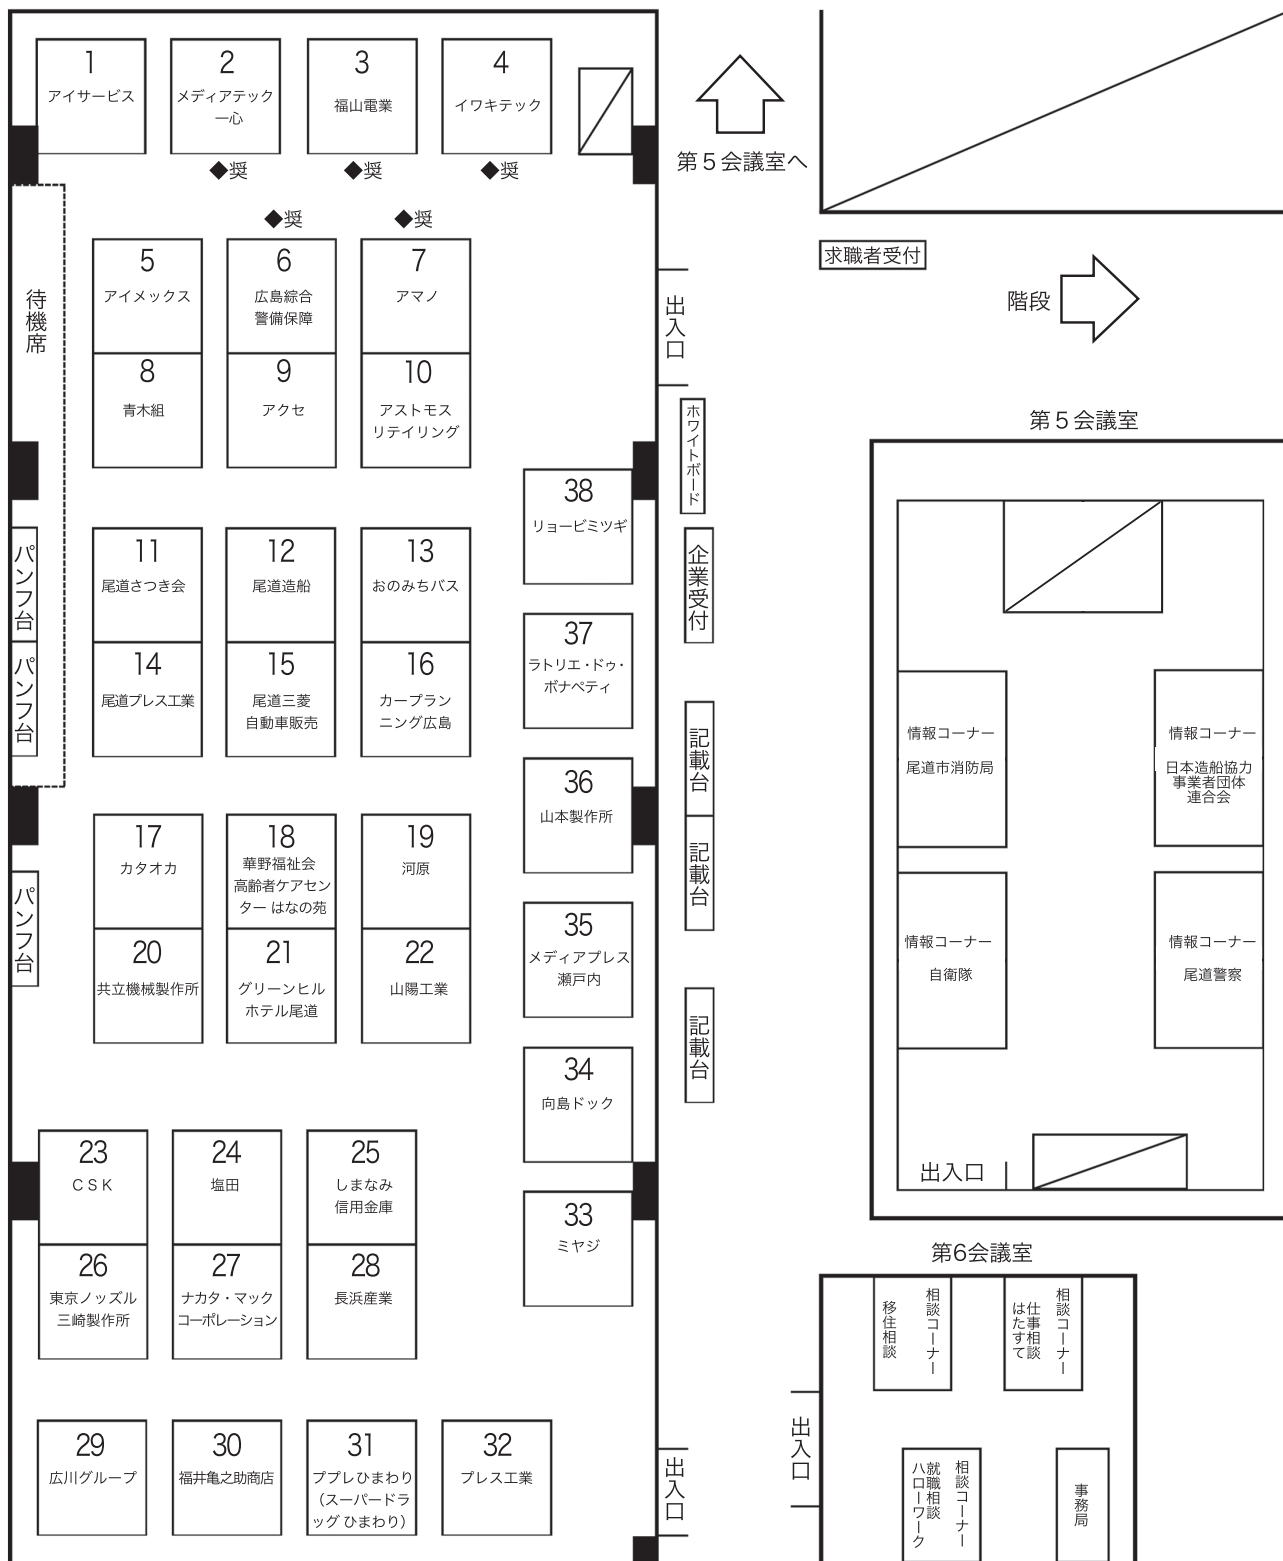 1
アイサービス
2
メディアテック
一心
3
福山電業
4
イワキテック
◆奨
◆奨
◆奨
第５会議室へ
◆奨
◆奨
待機席
5
アイメックス
6
広島綜合
警備保障
7
アマノ
8
青木組
9
アクセ
10
アストモス
リテイリング
出入口
求職者受付
階段
ホワイトボード
企業受付
38
リョービミツギ
パンフ台
パンフ台
11
尾道さつき会
12
尾道造船
13
おのみちバス
14
尾道プレス工業
15
尾道三菱
自動車販売
16
カープラン
ニング広島
37
ラトリエ・ドゥ・
ボナペティ
記載台
記載台
記載台
36
山本製作所
パンフ台
17
カタオカ
18
華野福祉会
高齢者ケアセン
ター はなの苑
19
河原
20
共立機械製作所
21
グリーンヒル
ホテル尾道
22
山陽工業
35
メディアプレス
瀬戸内
34
向島ドック
33
ミヤジ
23
ＣＳＫ
24
塩田
25
しまなみ
信用金庫
26
東京ノッズル
三崎製作所
27
ナカタ・マック
コーポレーション
28
長浜産業
29
広川グループ
30
福井亀之助商店
31
ププレひまわり
（スーパードラ
ッグ ひまわり）
32
プレス工業
出入口
第５会議室
情報コーナー
尾道市消防局
情報コーナー
日本造船協力
事業者団体
連合会
情報コーナー
自衛隊
情報コーナー
尾道警察
出入口
第6会議室
相談コーナー
移住相談
相談コーナー
仕事相談
はたすて
出入口
相談コーナー
就職相談
ハローワーク
事務局